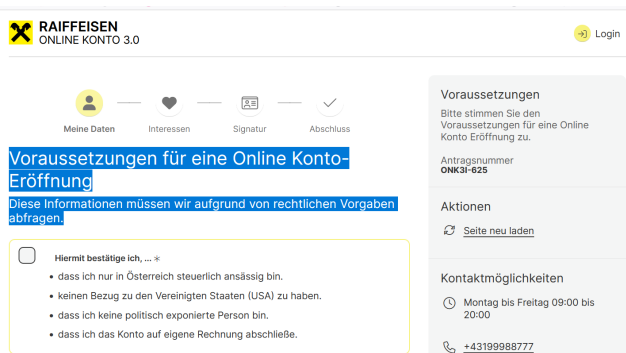 RAIFFEISEN
ONLINE KONTO 3.0
Login
Meine Daten
Interessen
Signatur
Abschluss
Voraussetzungen für eine Online Konto-
Eröffnung
Diese Informationen müssen wir aufgrund von rechtlichen Vorgaben
abfragen.
Hiermit bestätige ich, ... *
• dass ich nur in Österreich steuerlich ansässig bin.
• keinen Bezug zu den Vereinigten Staaten (USA) zu haben.
• dass ich keine politisch exponierte Person bin.
• dass ich das Konto auf eigene Rechnung abschließe.
Voraussetzungen
Bitte stimmen Sie den
Voraussetzungen für eine Online
Konto Eröffnung zu.
Antragsnummer
ONK3I-625
Aktionen
Seite neu laden
Kontaktmöglichkeiten
Montag bis Freitag 09:00 bis
20:00
+43199988777